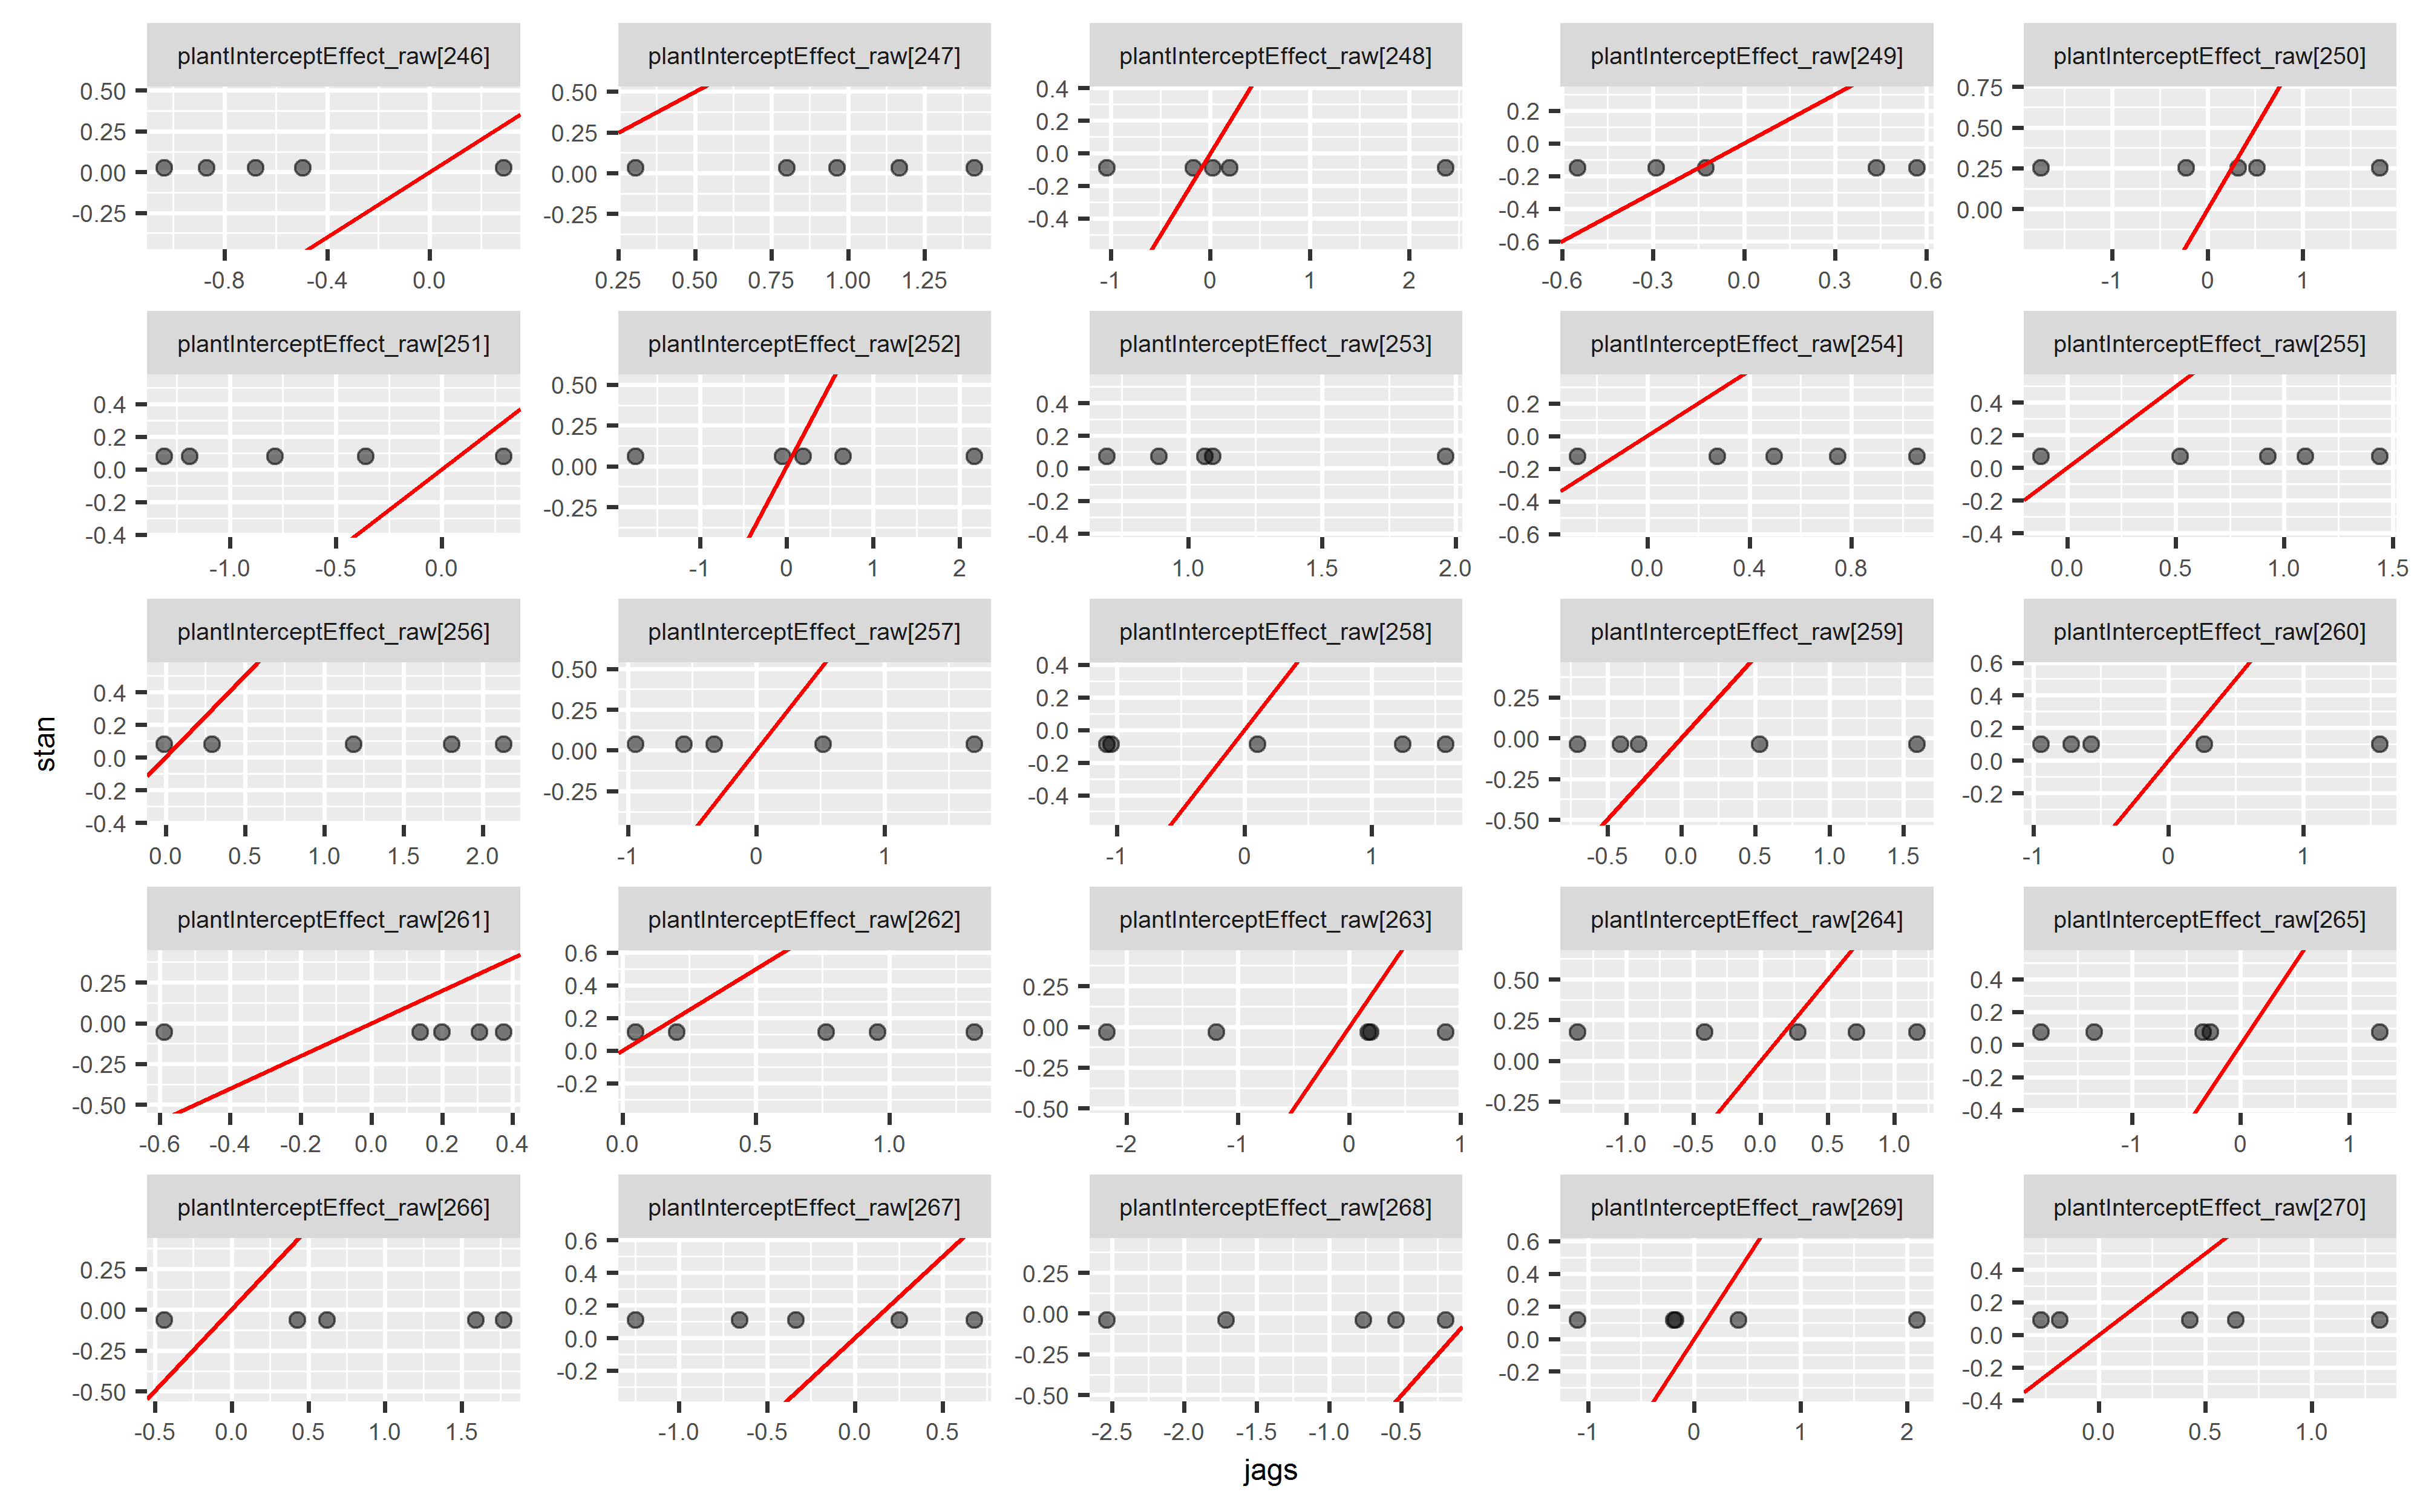 plantInterceptEffect_raw[246] plantInterceptEffect_raw[247] plantInterceptEffect_raw[248] plantInterceptEffect_raw[249] plantInterceptEffect_raw[250]
0.50 0.50 0.4 0.2 0.75
0.25 0.25 0.2 0.0 0.50
0.00 0.00 0.0 -0.2 0.25
-0.25 -0.25 -0.2 -0.4 0.00
-0.4 -0.6
-0.8 -0.4 0.0 0.25 0.50 0.75 1.00 1.25 -1 0 1 2 -0.6 -0.3 0.0 0.3 0.6 -1 0 1
plantInterceptEffect_raw[251] plantInterceptEffect_raw[252] plantInterceptEffect_raw[253] plantInterceptEffect_raw[254] plantInterceptEffect_raw[255]
0.4 0.50 0.4 0.2 0.4
0.2 0.25 0.2 0.0 0.2
0.0 0.00 0.0 -0.2 0.0
-0.2 -0.25 -0.2 -0.4 -0.2
-0.4 -0.4 -0.6 -0.4
-1.0 -0.5 0.0 -1 0 1 2 1.0 1.5 2.0 0.0 0.4 0.8 0.0 0.5 1.0 1.5
plantInterceptEffect_raw[256] plantInterceptEffect_raw[257] plantInterceptEffect_raw[258] plantInterceptEffect_raw[259] plantInterceptEffect_raw[260]
0.4 0.50 0.4 0.25 0.6
0.2 0.25 0.2 0.00 0.4
0.0 0.00 0.0 -0.25 0.2
-0.2 -0.25 -0.2 -0.50 0.0
-0.4 -0.4 -0.2
0.0 0.5 1.0 1.5 2.0 -1 0 1 -1 0 1 -0.5 0.0 0.5 1.0 1.5 -1 0 1
plantInterceptEffect_raw[261] plantInterceptEffect_raw[262] plantInterceptEffect_raw[263] plantInterceptEffect_raw[264] plantInterceptEffect_raw[265]
0.25 0.6 0.25 0.50 0.4
0.00 0.4 0.00 0.25 0.2
-0.25 0.2 -0.25 0.00 0.0
-0.50 0.0 -0.50 -0.25 -0.2
-0.2 -0.4
-0.6 -0.4 -0.2 0.0 0.2 0.4 0.0 0.5 1.0 -2 -1 0 1 -1.0 -0.5 0.0 0.5 1.0 -1 0 1
plantInterceptEffect_raw[266] plantInterceptEffect_raw[267] plantInterceptEffect_raw[268] plantInterceptEffect_raw[269] plantInterceptEffect_raw[270]
0.25 0.6 0.25 0.6 0.4
0.00 0.4 0.00 0.4 0.2
-0.25 0.2 -0.25 0.2 0.0
-0.50 0.0 -0.50 0.0 -0.2
-0.2 -0.2 -0.4
-0.5 0.0 0.5 1.0 1.5 -1.0 -0.5 0.0 0.5 -2.5 -2.0 -1.5 -1.0 -0.5 -1 0 1 2 0.0 0.5 1.0
stan
jags